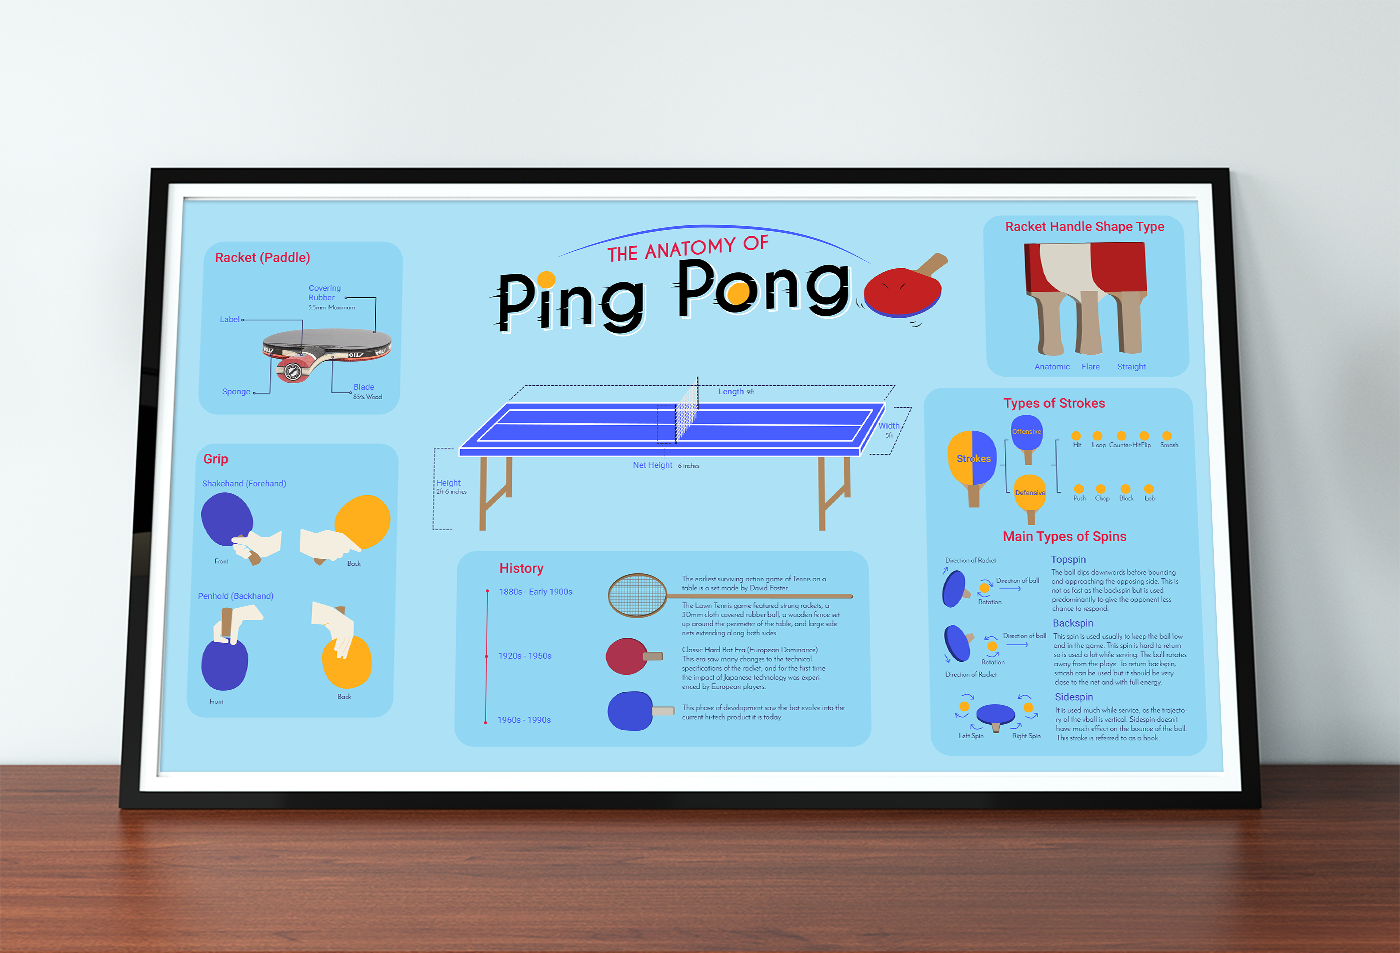 THE ANATOMY OF
Ping Pong
Racket (Paddle)
Covering
Rubber
Label
Sponge
Blade
85% Wood
Grip
Shakehand (Forehand)
Front
Back
Penhold (Backhand)
Front
Back
Length 9ft
Width
5ft
Net Height 6 inches
Height
2ft 6 inches
History
1880s - Early 1900s
The earliest surviving action game of Tennis on a
table is a set made by David Foster.
The Lawn Tennis game featured strung rackets, a
30mm cloth covered rubber ball, a wooden fence set
up around the perimeter of the table, and large side
nets extending along both sides.
1920s - 1950s
Classic Hard Bat Era (European Dominance)
This era saw many changes to the technical
specifications of the racket, and for the first time
the impact of Japanese technology was experi-
enced by European players.
1960s - 1990s
This phase of development saw the bat evolve into the
current hi-tech product it is today.
Racket Handle Shape Type
Anatomic Flare Straight
Types of Strokes
Strokes
Offensive
Hit Loop Counter-Hit Flip Smash
Defensive
Push Chop Block Lob
Main Types of Spins
Direction of Racket
Direction of ball
Rotation
Topspin
The ball dips downwards before bouncing
and approaching the opposing side. This is
not as fast as the backspin but is used
predominantly to give the opponent less
chance to respond.
Direction of ball
Rotation
Direction of Racket
Backspin
This spin is used usually to keep the ball low
and in the game. This spin is hard to return
so is used a lot while serving. The ball rotates
away from the player. To return backspin,
smash can be used but it should be very
close to the net and with full energy.
Left Spin
Right Spin
Sidespin
It is used much while service, as the trajecto-
ry of the vball is vertical. Sidespin doesn't
have much effect on the bounce of the ball.
This stroke is referred to as a hook.